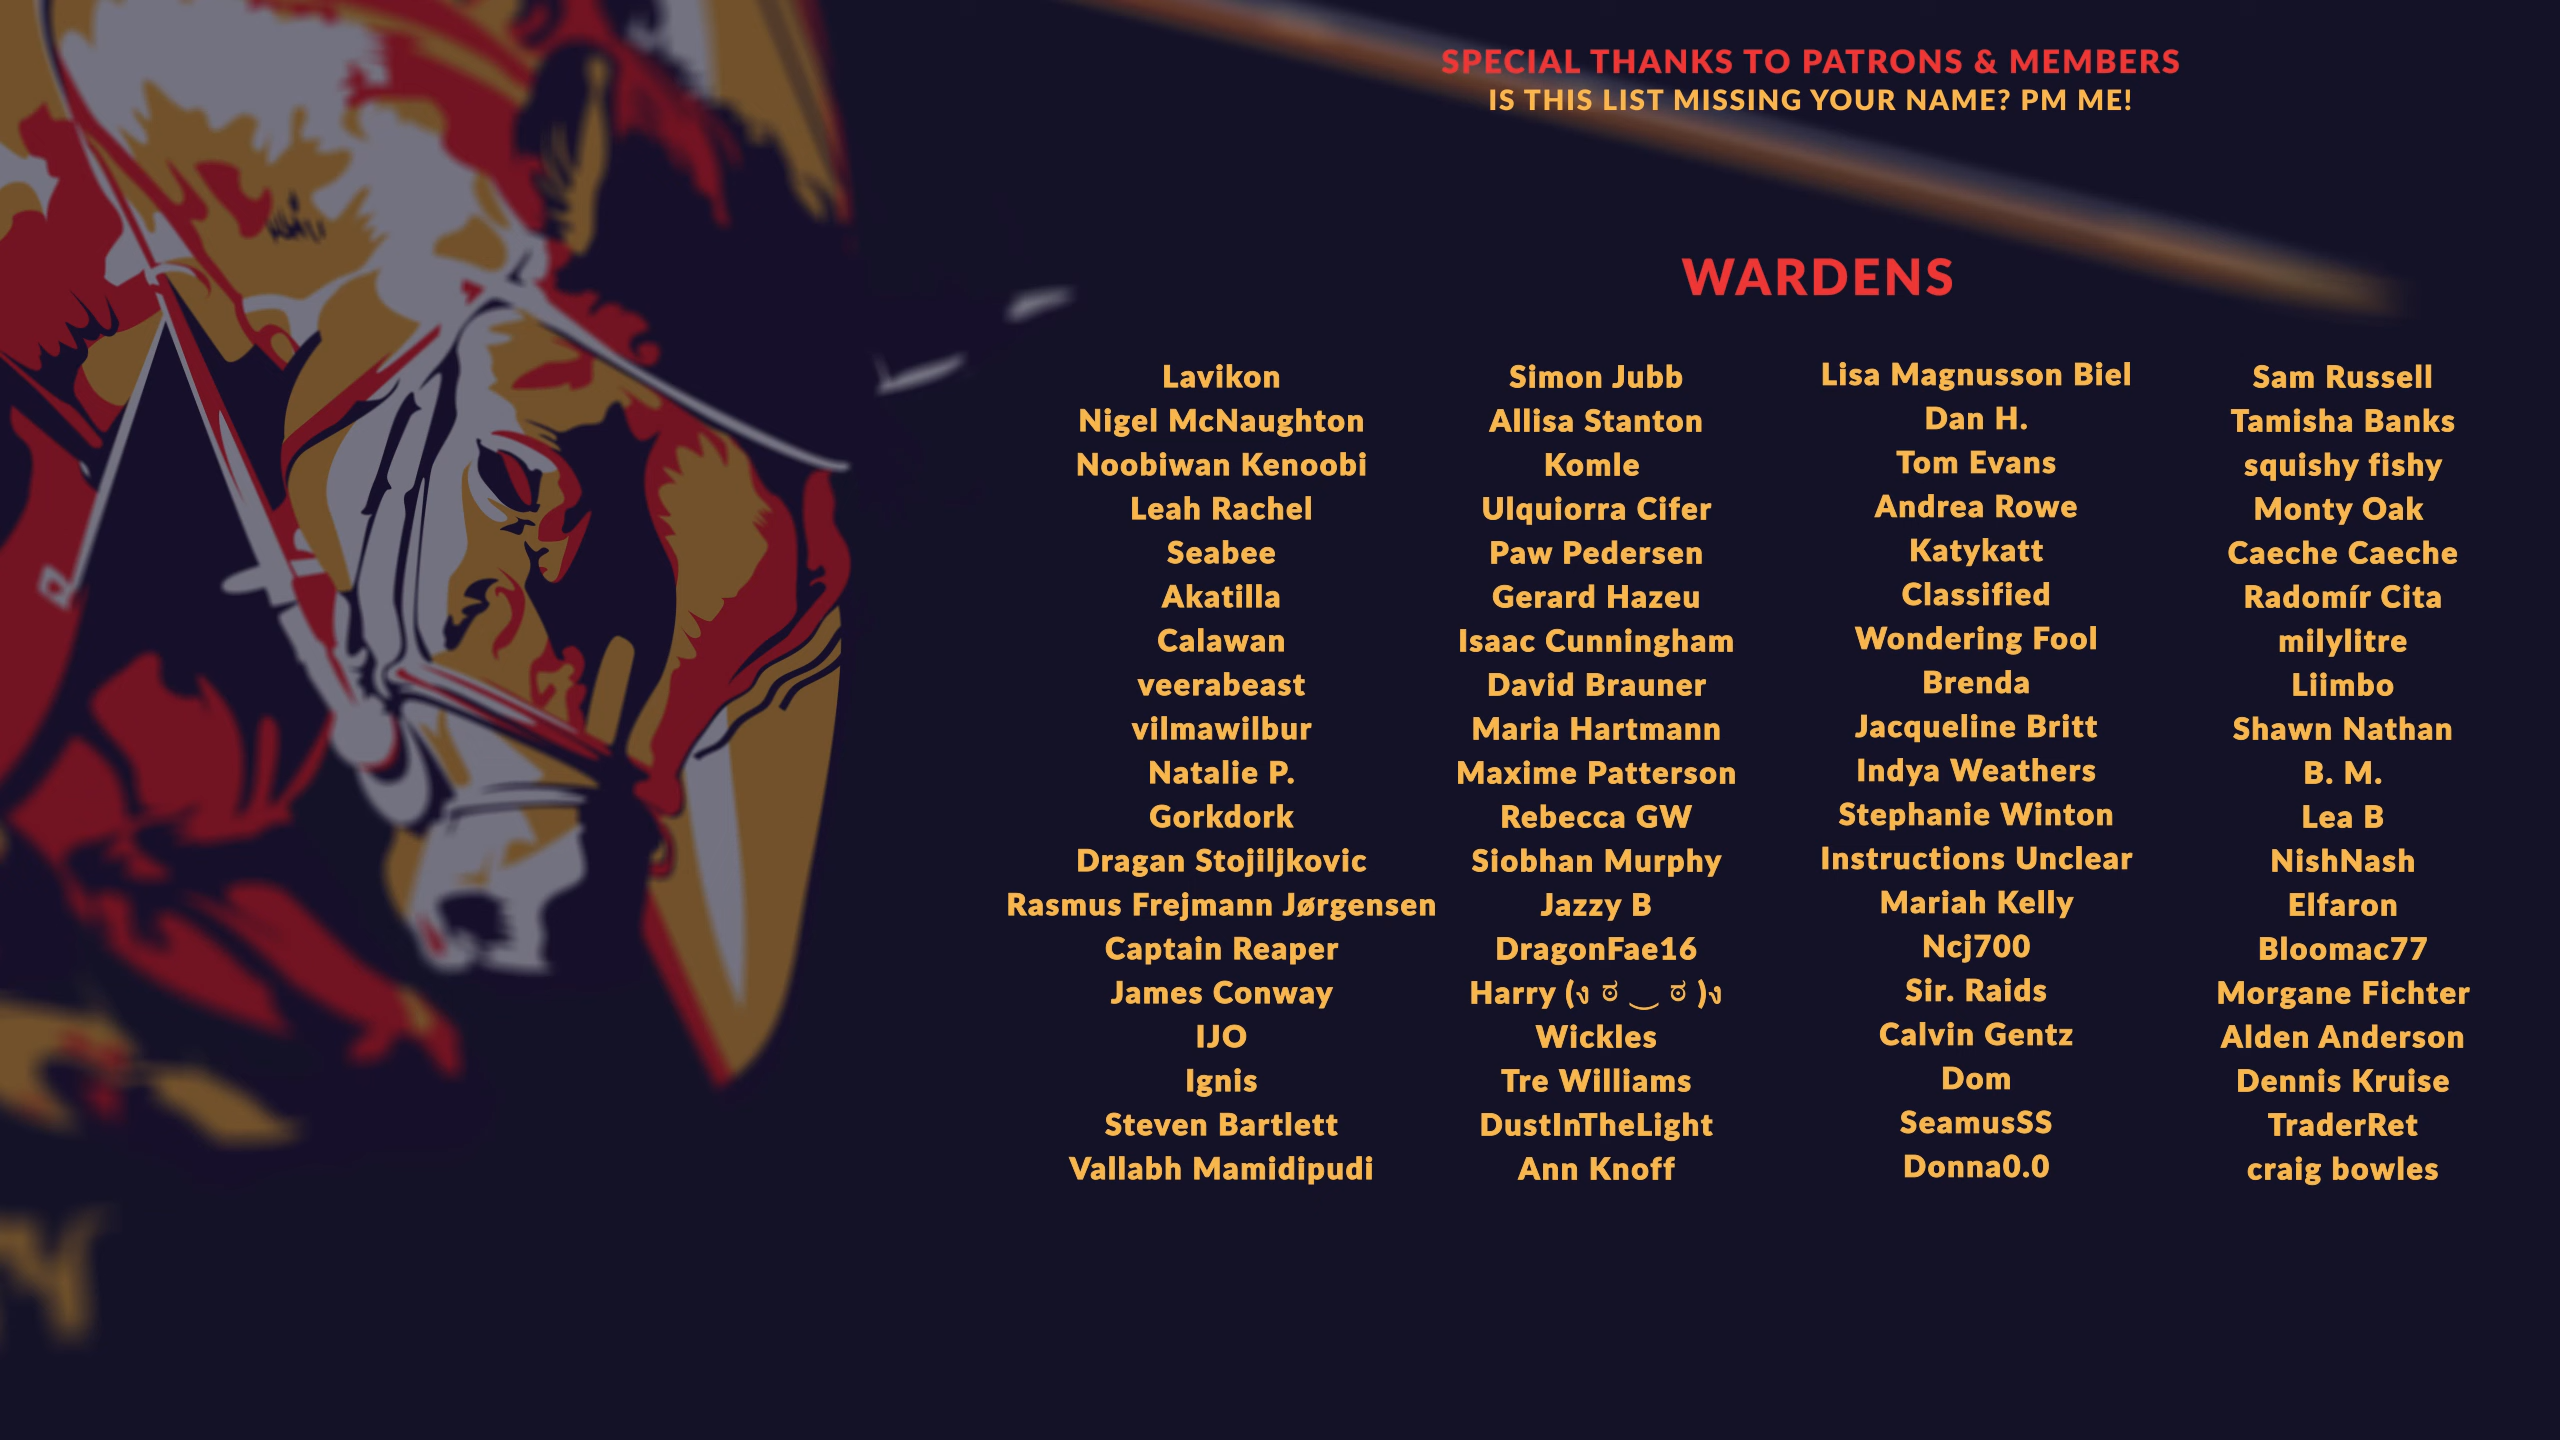 SPECIAL THANKS TO PATRONS & MEMBERS
IS THIS LIST MISSING YOUR NAME? PM ME!
WARDENS
Lavikon
Nigel McNaughton
Noobiwan Kenoobi
Leah Rachel
Seabee
Akatilla
Calawan
veerabeast
vilmawilbur
Natalie P.
Gorkdork
Dragan Stojiljkovic
Rasmus Frejmann Jørgensen
Captain Reaper
James Conway
IJO
Ignis
Steven Bartlett
Vallabh Mamidipudi
Simon Jubb
Allisa Stanton
Komle
Ulquiorra Cifer
Paw Pedersen
Gerard Hazeu
Isaac Cunningham
David Brauner
Maria Hartmann
Maxime Patterson
Rebecca GW
Siobhan Murphy
Jazzy B
DragonFae16
Harry (ง ಠ ‿ ಠ )ง
Wickles
Tre Williams
DustInTheLight
Ann Knoff
Lisa Magnusson Biel
Dan H.
Tom Evans
Andrea Rowe
Katykatt
Classified
Wondering Fool
Brenda
Jacqueline Britt
Indya Weathers
Stephanie Winton
Instructions Unclear
Mariah Kelly
Ncj700
Sir. Raids
Calvin Gentz
Dom
SeamusSS
Donna0.0
Sam Russell
Tamisha Banks
squishy fishy
Monty Oak
Caeche Caeche
Radomír Cita
milylitre
Liimbo
Shawn Nathan
B. M.
Lea B
NishNash
Elfaron
Bloomac77
Morgane Fichter
Alden Anderson
Dennis Kruise
TraderRet
craig bowles